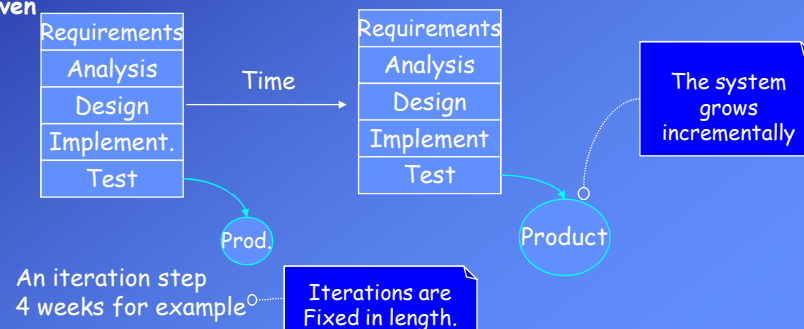 ven
Requirements
Analysis
Design
Implement.
Test
Time
Requirements
Analysis
Design
Implement
Test
The system
grows
incrementally
Prod.
Product
An iteration step
4 weeks for example
Iterations are
Fixed in length.